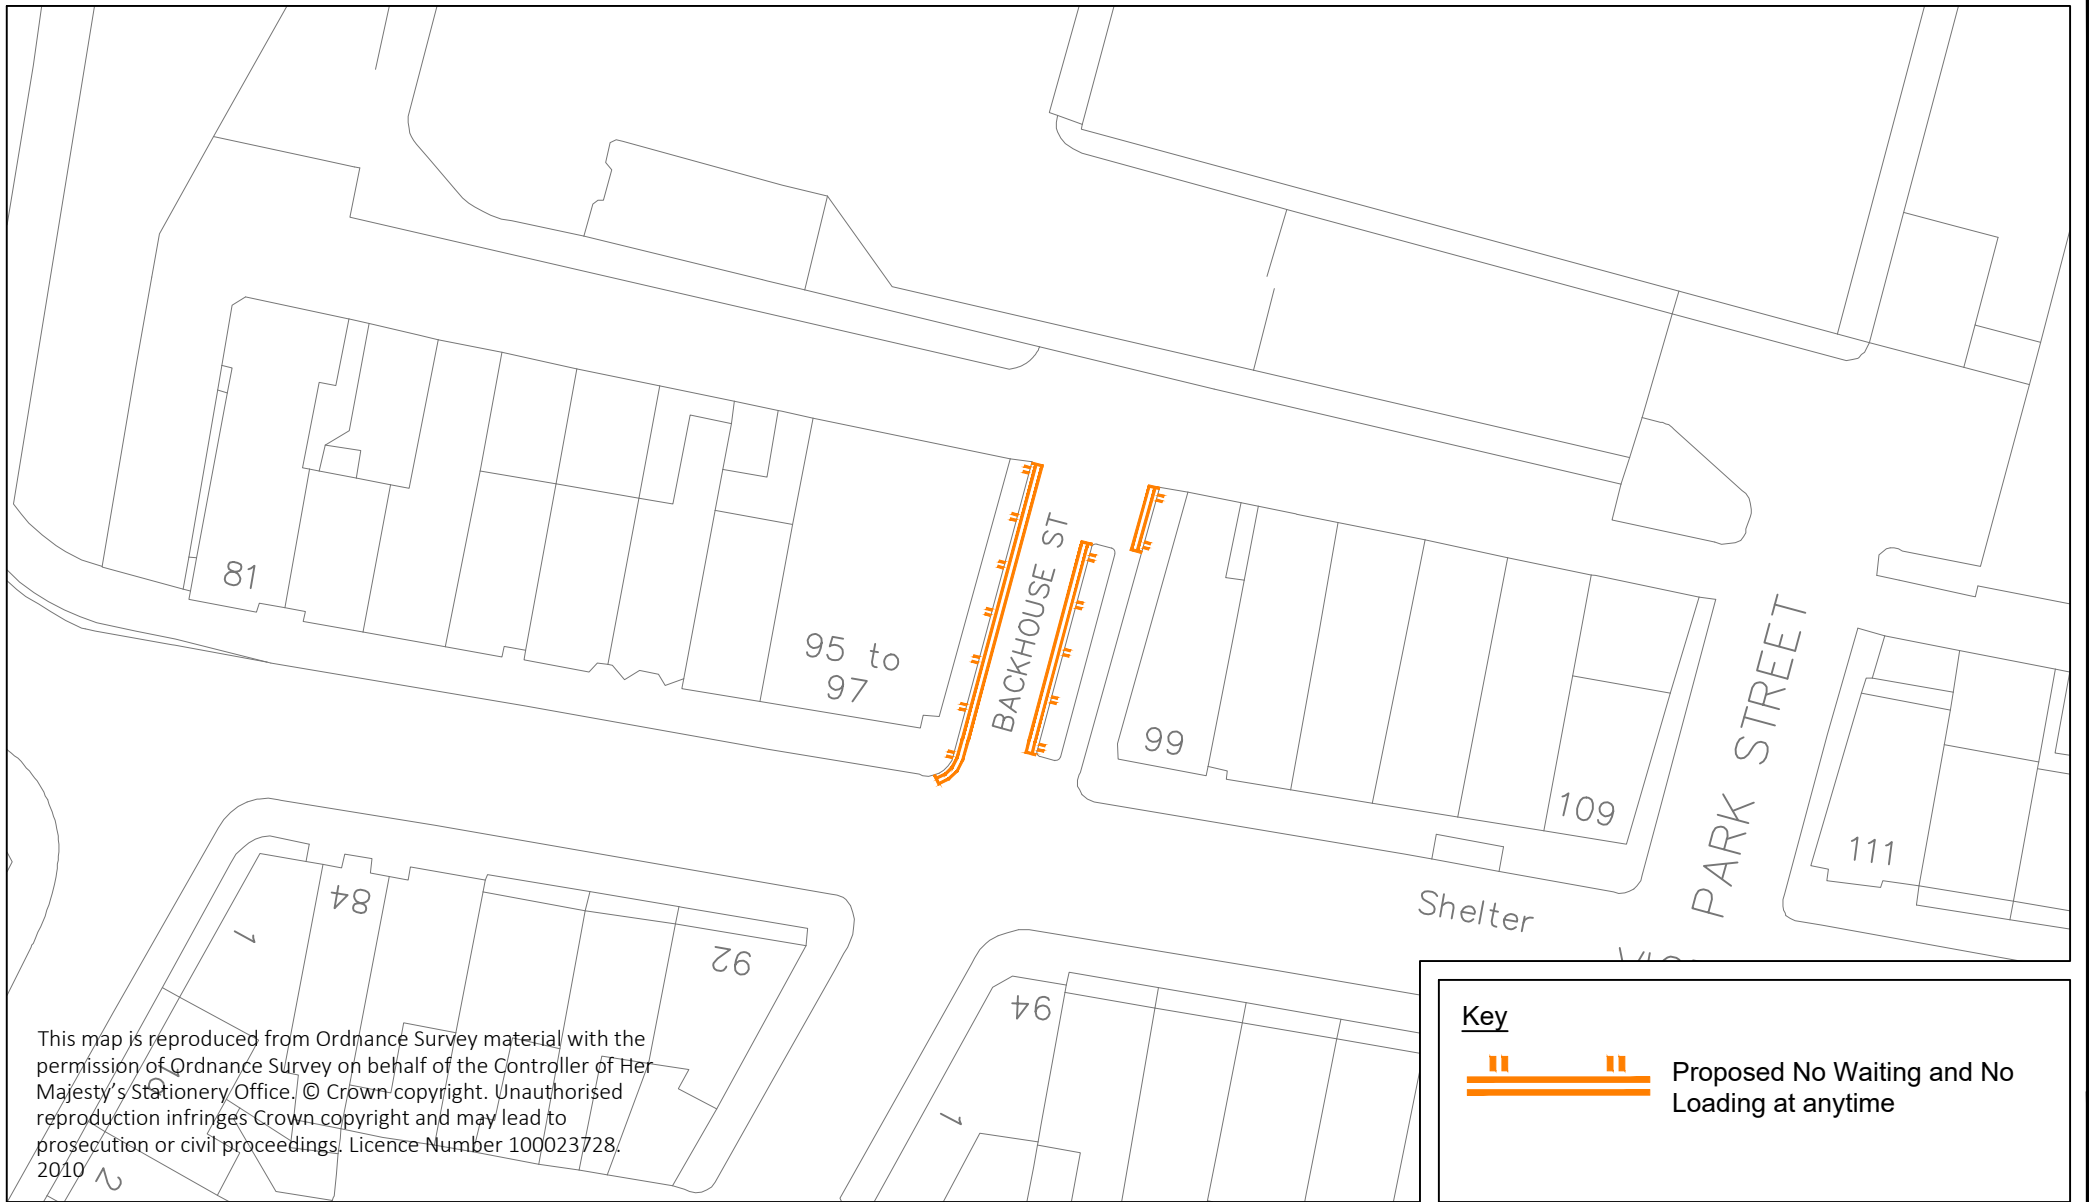 81
95 to
97
BACKHOUSE ST
99
109
PARK STREET
111
Shelter
84
1
92
94
1
2
This map is reproduced from Ordnance Survey material with the
permission of Ordnance Survey on behalf of the Controller of Her
Majesty's Stationery Office. © Crown copyright. Unauthorised
reproduction infringes Crown copyright and may lead to
prosecution or civil proceedings. Licence Number 100023728.
2010
Key
Proposed No Waiting and No
Loading at anytime